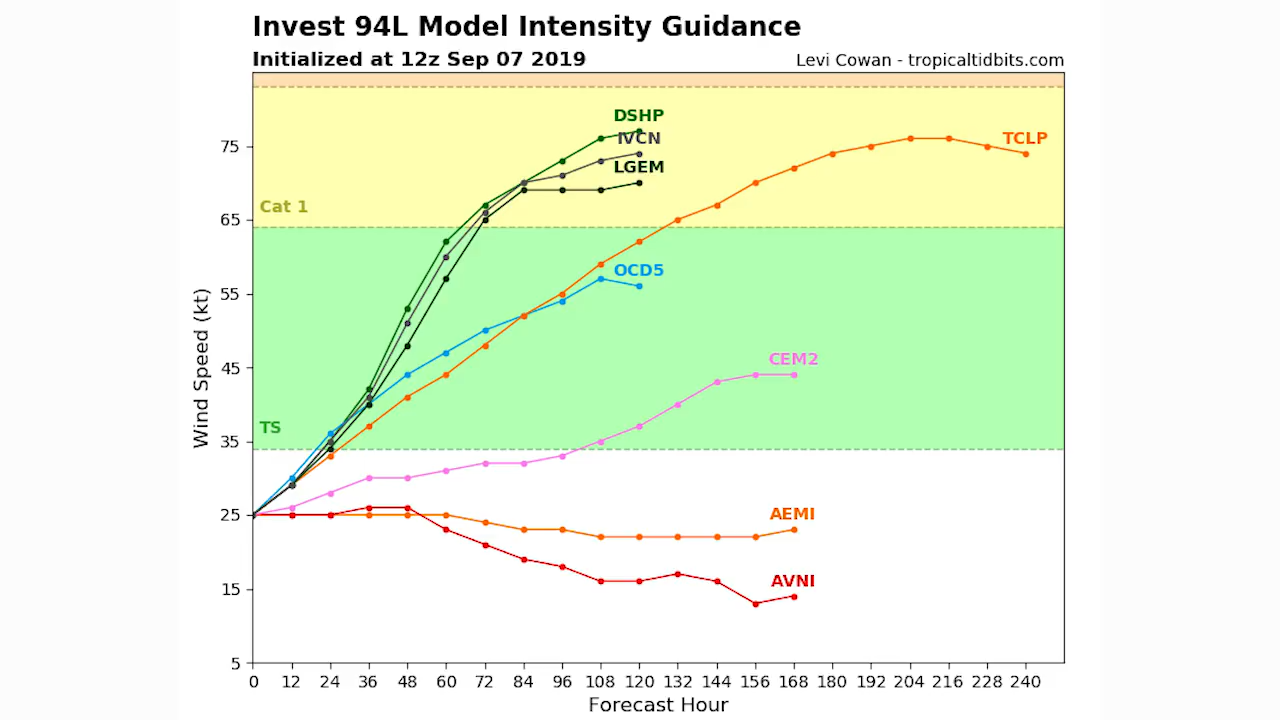 Invest 94L Model Intensity Guidance
Initialized at 12z Sep 07 2019
Levi Cowan - tropicaltidbits.com
DSHP
IVCN
TCLP
75
LGEM
Cat 1
65
OCD5
55
Wind Speed (kt)
CEM2
45
TS
35
25
AEMI
AVNI
15
5
0 12 24 36 48 60 72 84 96 108 120 132 144 156 168 180 192 204 216 228 240
Forecast Hour